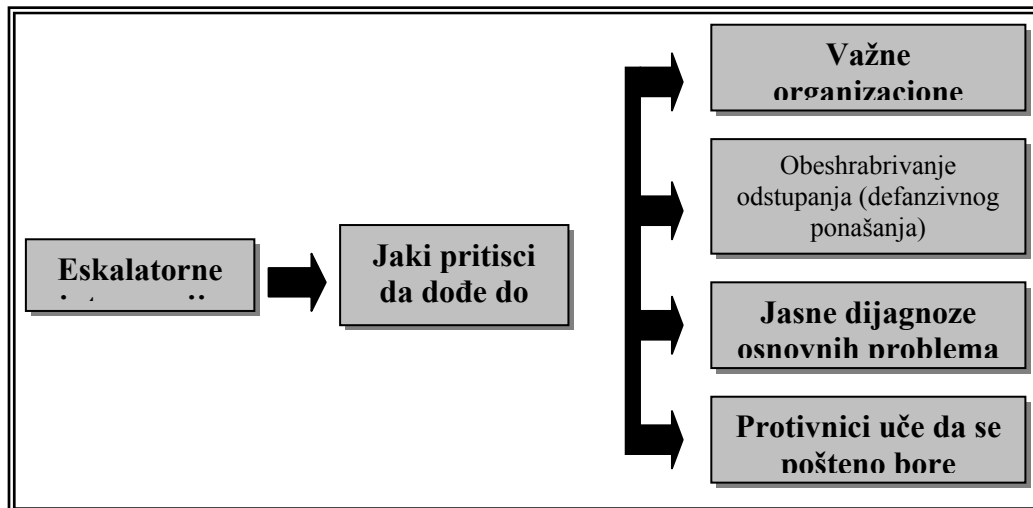 Eskalatorne
Jaki pritisci
da dođe do
Važne
organizacione
Obeshrabrivanje
odstupanja (defanzivnog
ponašanja)
Jasne dijagnoze
osnovnih problema
Protivnici uče da se
pošteno bore